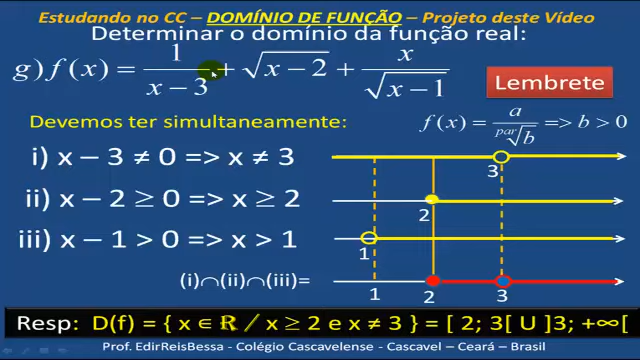 Estudando no CC – DOMÍNIO DE FUNÇÃO – Projeto deste Vídeo
Determinar o domínio da função real:
g) f(x) = 1/(x − 3) + √(x − 2) + x/√(x − 1)
Lembrete
Devemos ter simultaneamente:
f(x) = a/ᵖᵃʳ√b => b > 0
i) x – 3 ≠ 0 => x ≠ 3
3
ii) x – 2 ≥ 0 => x ≥ 2
2
iii) x – 1 > 0 => x > 1
1
(i)∩(ii)∩(iii)=
1 2 3
Resp: D(f) = { x ∈ ℝ / x ≥ 2 e x ≠ 3 } = [ 2; 3[ U ]3; +∞[
Prof. EdirReisBessa – Colégio Cascavelense – Cascavel – Ceará – Brasil